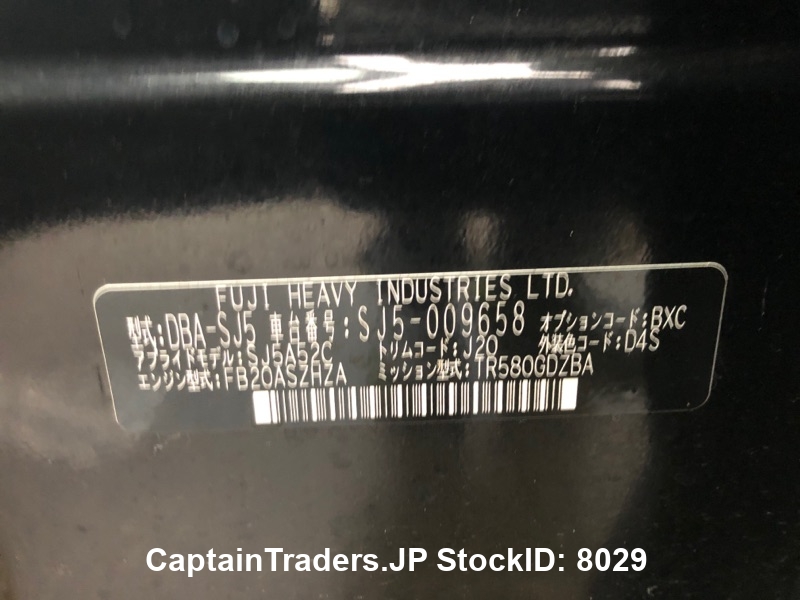 FUJI HEAVY INDUSTRIES LTD.
型式:DBA-SJ5 車台番号:SJ5-009658 オプションコード:BXC
アプライドモデル:SJ5A52C トリムコード:J20 外装色コード:D4S
エンジン型式:FB20ASZHZA ミッション型式:TR580GDZBA
CaptainTraders.JP StockID: 8029